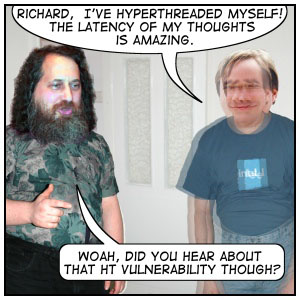 RICHARD, I'VE HYPERTHREADED MYSELF!
THE LATENCY OF MY THOUGHTS
IS AMAZING.
intel
WOAH, DID YOU HEAR ABOUT
THAT HT VULNERABILITY THOUGH?